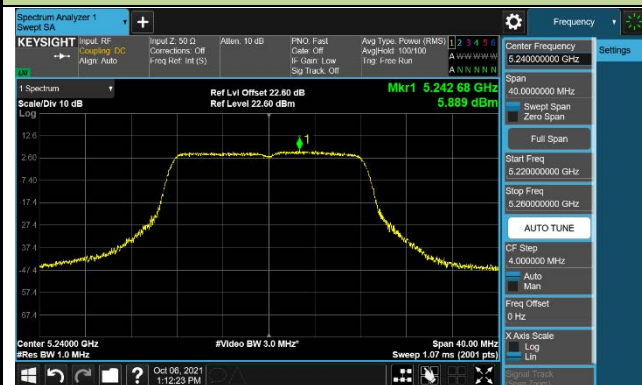 Spectrum Analyzer 1
Swept SA
+
Frequency
KEYSIGHT
Input: RF
Coupling: DC
Align: Auto
Input Z: 50 Ω
Corrections: Off
Freq Ref: Int (S)
Atten: 10 dB
PNO: Fast
Gate: Off
IF Gain: Low
Sig Track: Off
Avg Type: Power (RMS)
Avg|Hold: 100/100
Trig: Free Run
1 2 3 4 5 6
A W W W W W
A N N N N N
LNI
Center Frequency
5.240000000 GHz
Settings
Span
40.0000000 MHz
Swept Span
Zero Span
Full Span
Start Freq
5.220000000 GHz
Stop Freq
5.260000000 GHz
AUTO TUNE
CF Step
4.000000 MHz
Auto
Man
Freq Offset
0 Hz
X Axis Scale
Log
Lin
Signal Track
(Span Zoom)
1 Spectrum
Scale/Div 10 dB
Log
Ref Lvl Offset 22.60 dB
Ref Level 22.60 dBm
Mkr1 5.242 68 GHz
5.889 dBm
1
12.6
2.60
-7.40
-17.4
-27.4
-37.4
-47.4
-57.4
-67.4
Center 5.24000 GHz
#Res BW 1.0 MHz
#Video BW 3.0 MHz*
Span 40.00 MHz
Sweep 1.07 ms (2001 pts)
?
Oct 06, 2021
1:12:23 PM